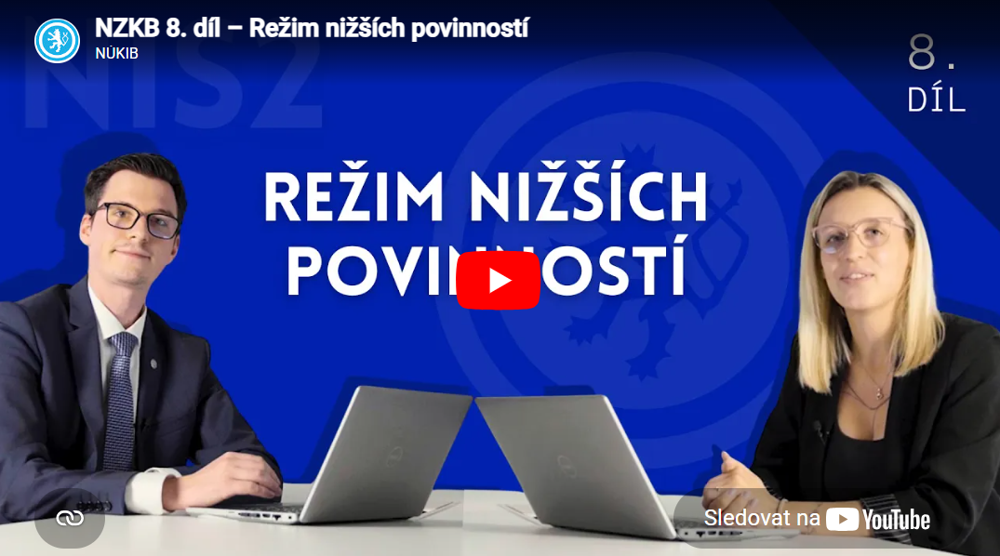 NZKB 8. díl – Režim nižších povinností
NÚKIB
NIS2
8.
DÍL
REŽIM NIŽŠÍCH
POVINNOSTÍ
Sledovat na YouTube